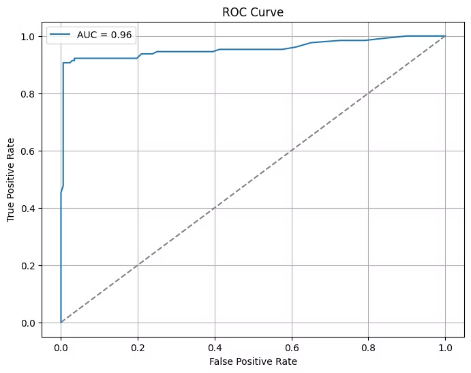 ROC Curve
AUC = 0.96
True Positive Rate
1.0
0.8
0.6
0.4
0.2
0.0
0.0 0.2 0.4 0.6 0.8 1.0
False Positive Rate